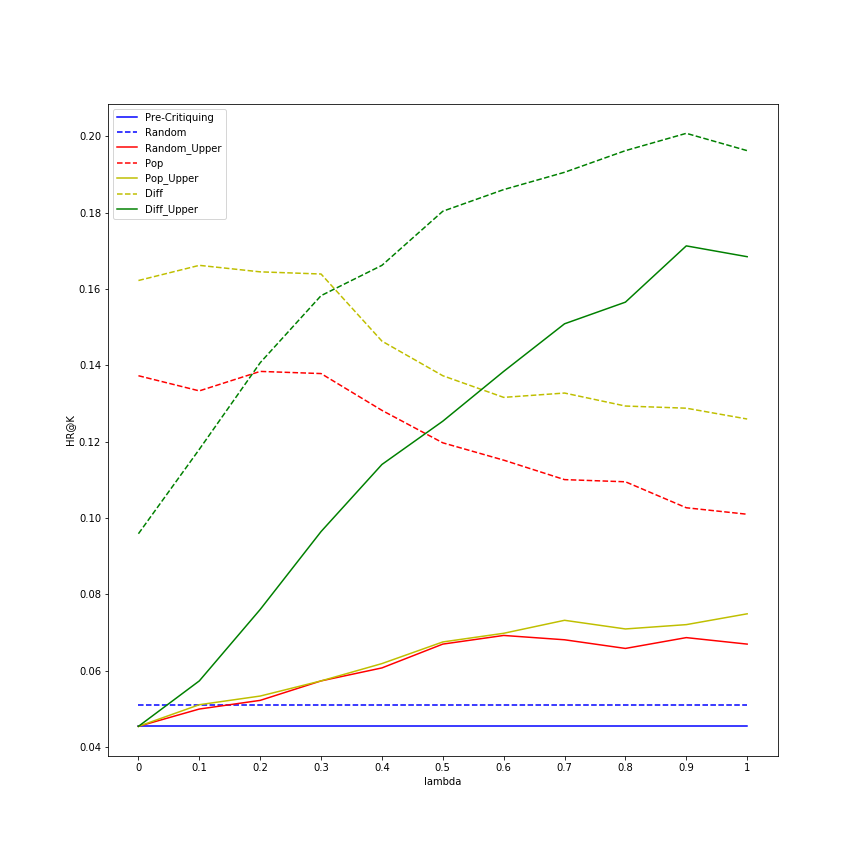 Pre-Critiquing
Random
Random_Upper
Pop
Pop_Upper
Diff
Diff_Upper
0.20
0.18
0.16
0.14
0.12
0.10
0.08
0.06
0.04
HR@K
0 0.1 0.2 0.3 0.4 0.5 0.6 0.7 0.8 0.9 1
lambda